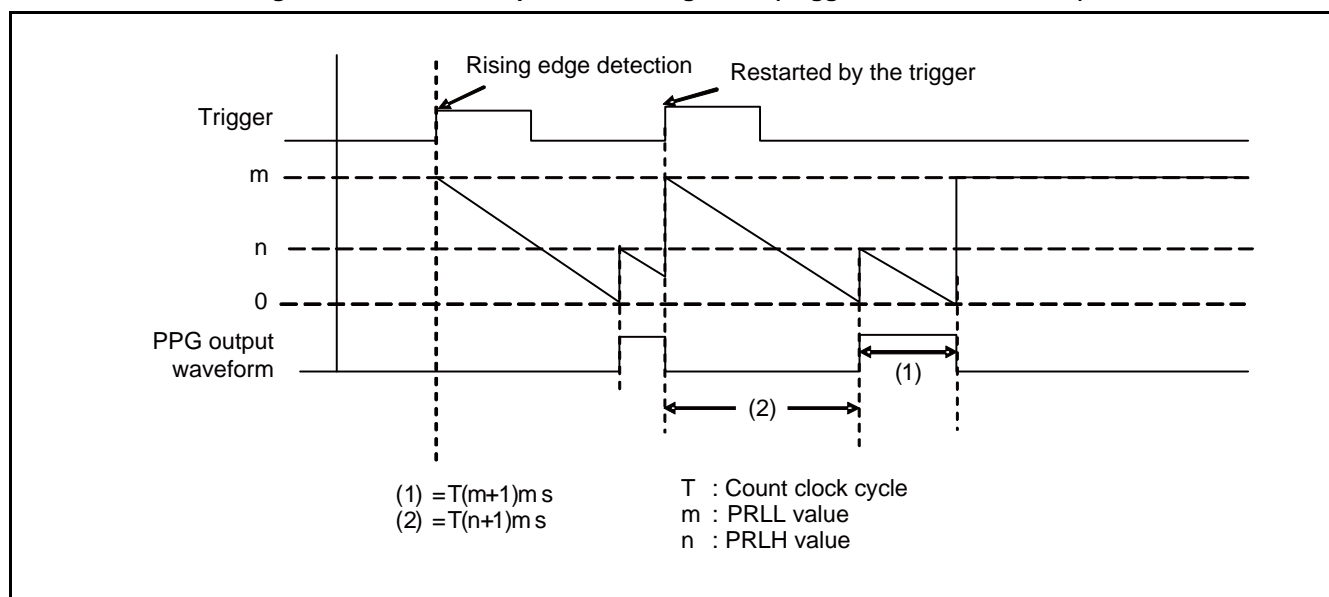 Rising edge detection
Restarted by the trigger
Trigger
m
n
0
PPG output
waveform
(1)
(2)
(1) =T(m+1)m s
(2) =T(n+1)m s
T : Count clock cycle
m : PRLL value
n : PRLH value